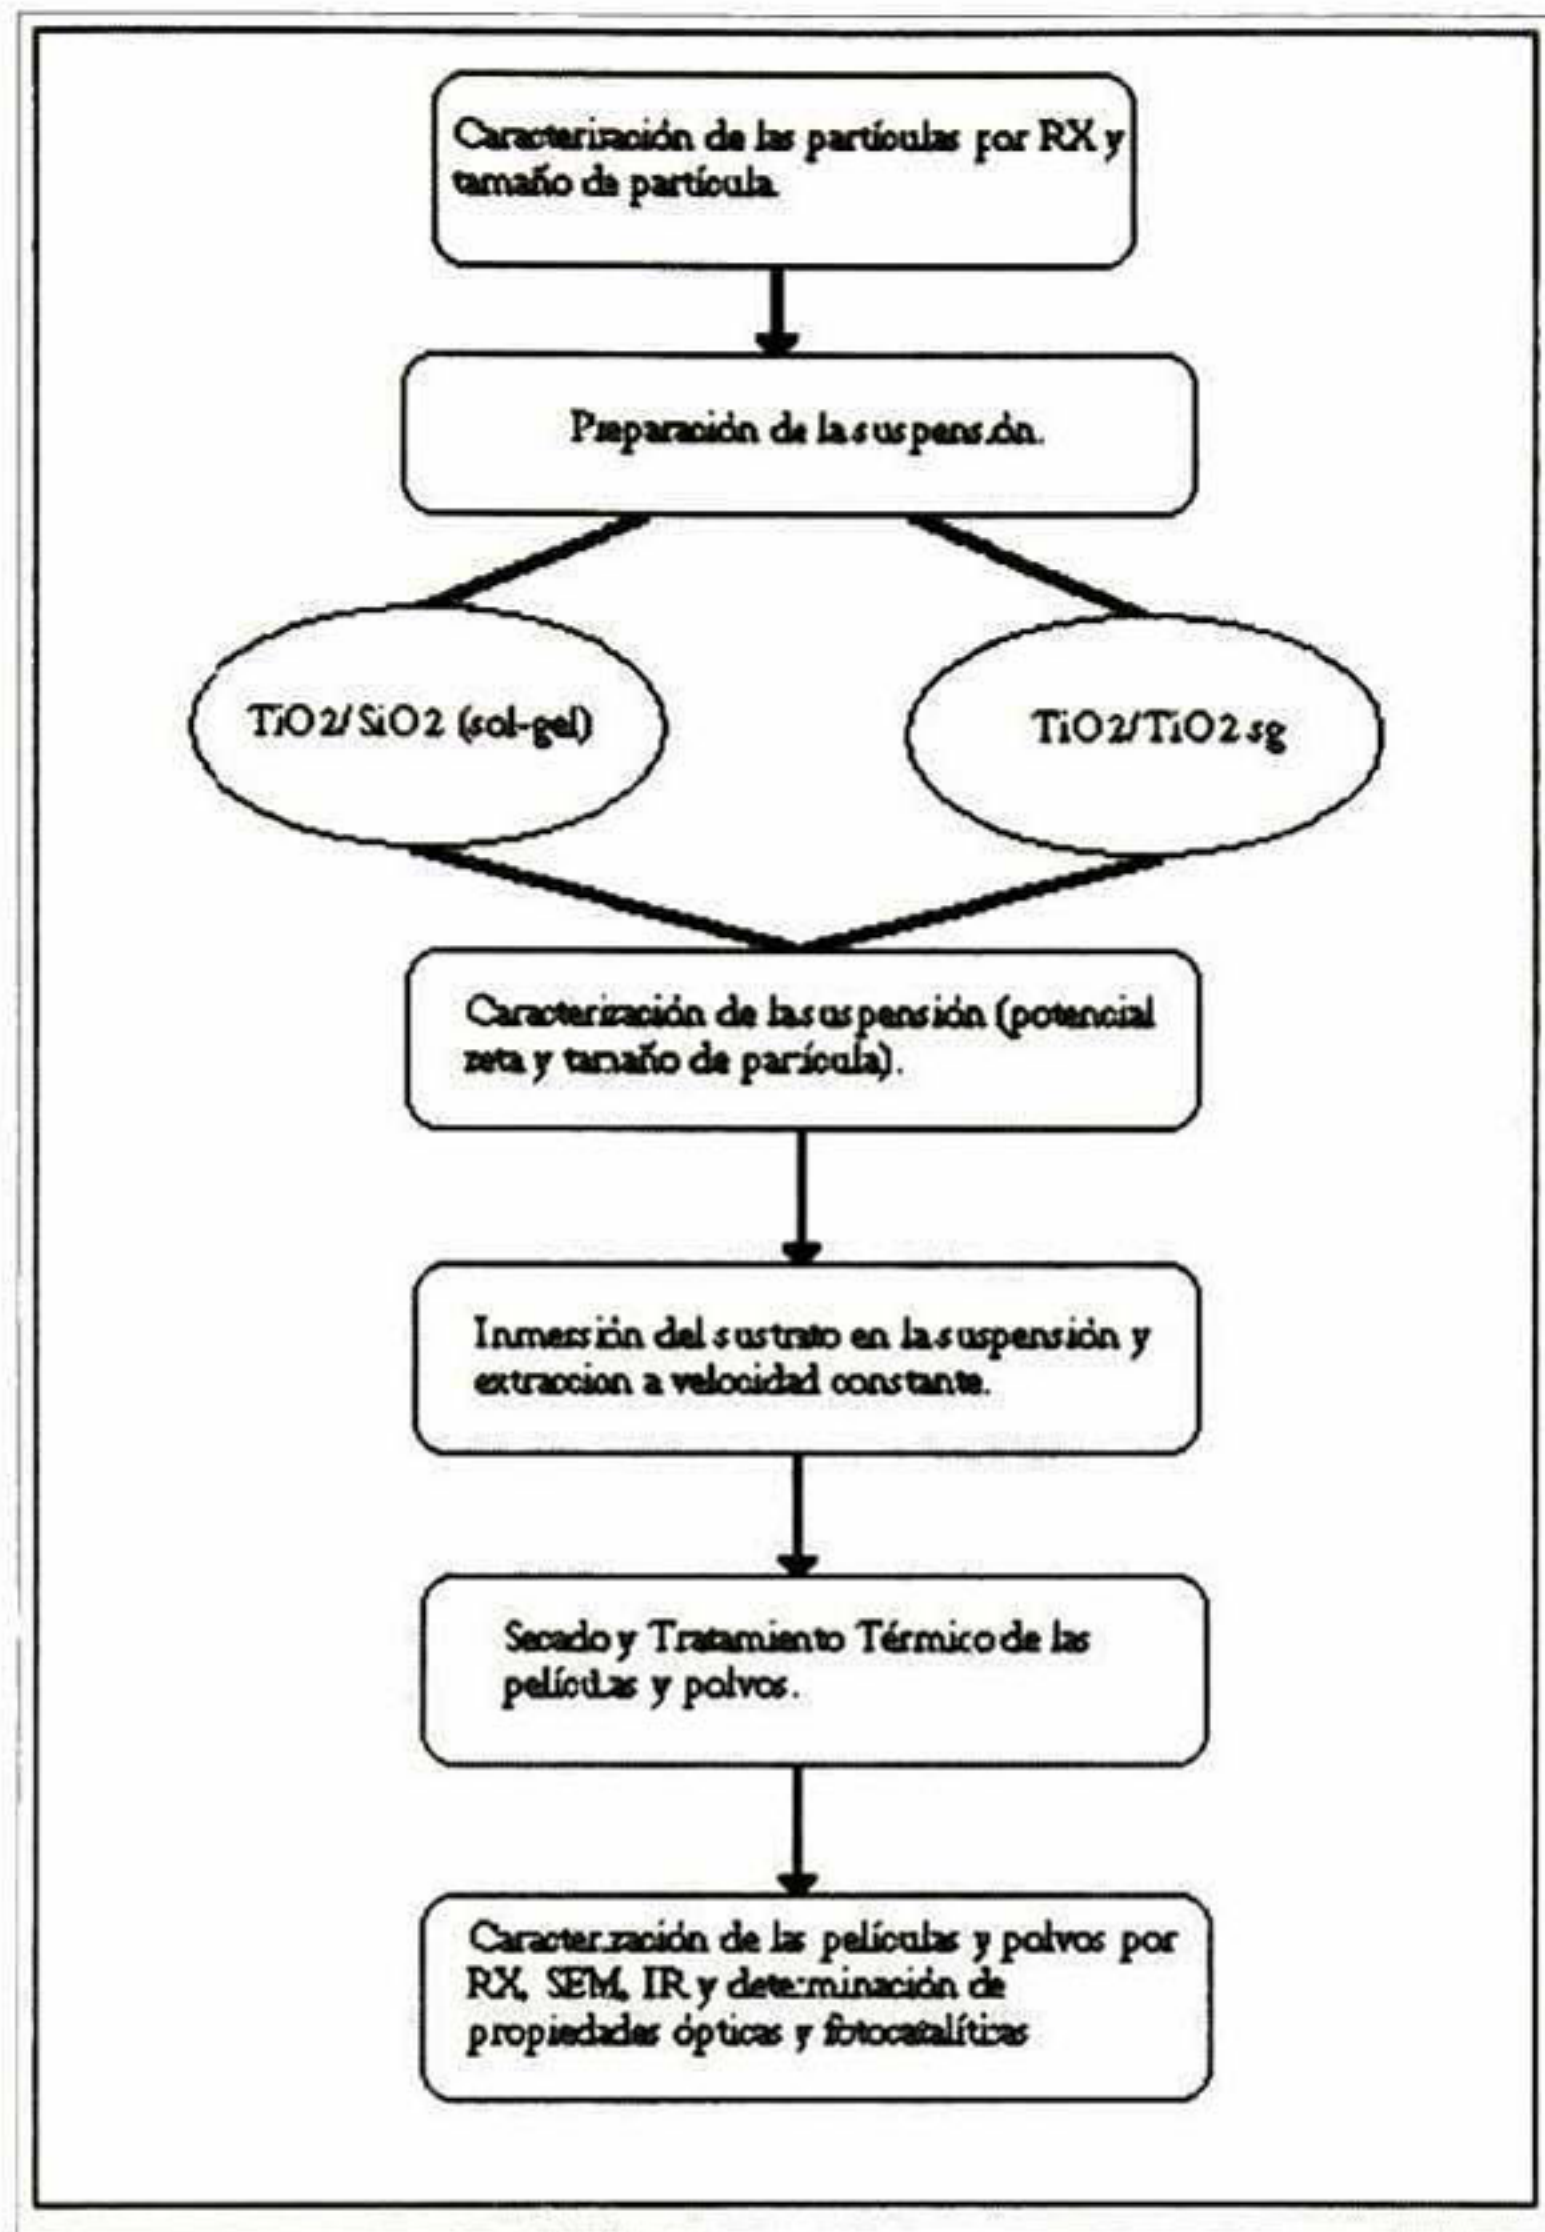 Caracterización de las partículas por RX y
tamaño de partícula.
Preparación de la suspensión.
TiO2/SiO2 (sol-gel)
TiO2/TiO2 sg
Caracterización de la suspensión (potencial
zeta y tamaño de partícula).
Inmersión del sustrato en la suspensión y
extraccion a velocidad constante.
Secado y Tratamiento Térmico de las
películas y polvos.
Caracterización de las películas y polvos por
RX, SEM, IR y determinación de
propiedades ópticas y fotocatalíticas